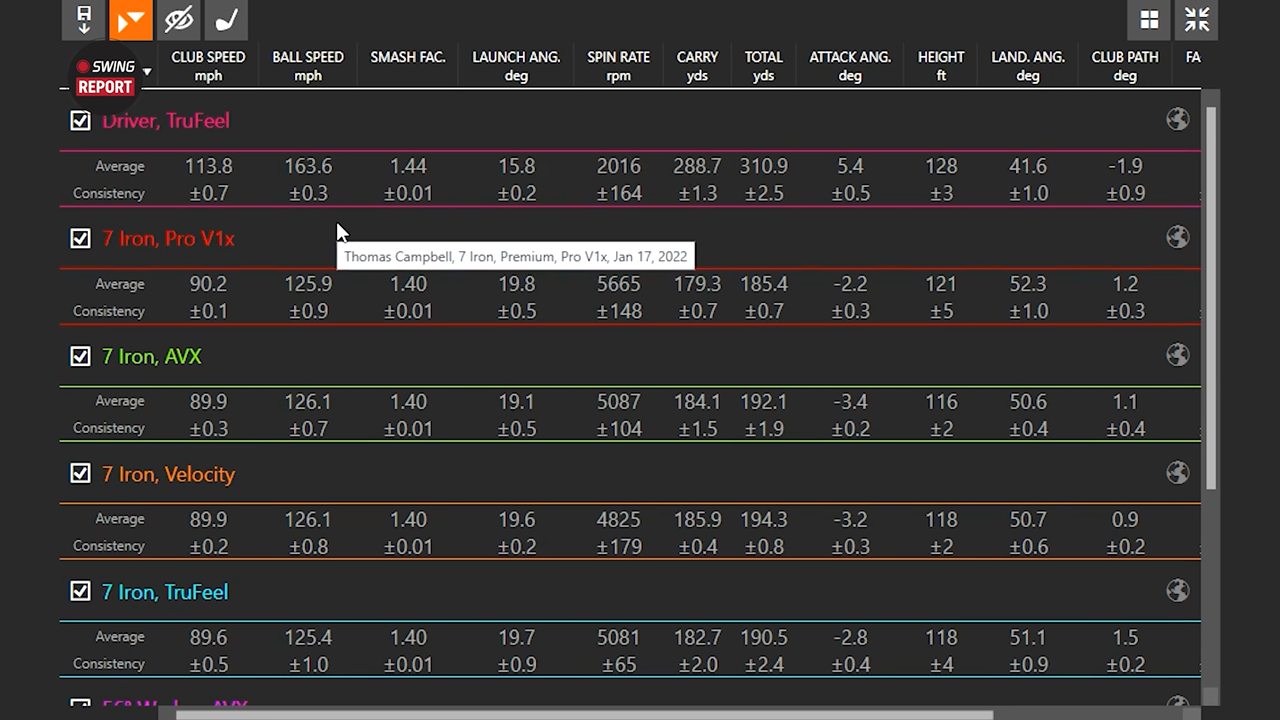 CLUB SPEED BALL SPEED SMASH FAC. LAUNCH ANG. SPIN RATE CARRY TOTAL ATTACK ANG. HEIGHT LAND. ANG. CLUB PATH FA
mph mph deg rpm yds yds deg ft deg deg
SWING
REPORT
Driver, TruFeel
Average 113.8 163.6 1.44 15.8 2016 288.7 310.9 5.4 128 41.6 -1.9
Consistency ±0.7 ±0.3 ±0.01 ±0.2 ±164 ±1.3 ±2.5 ±0.5 ±3 ±1.0 ±0.9
7 Iron, Pro V1x
Thomas Campbell, 7 Iron, Premium, Pro V1x, Jan 17, 2022
Average 90.2 125.9 1.40 19.8 5665 179.3 185.4 -2.2 121 52.3 1.2
Consistency ±0.1 ±0.9 ±0.01 ±0.5 ±148 ±0.7 ±0.7 ±0.3 ±5 ±1.0 ±0.3
7 Iron, AVX
Average 89.9 126.1 1.40 19.1 5087 184.1 192.1 -3.4 116 50.6 1.1
Consistency ±0.3 ±0.7 ±0.01 ±0.5 ±104 ±1.5 ±1.9 ±0.2 ±2 ±0.4 ±0.4
7 Iron, Velocity
Average 89.9 126.1 1.40 19.6 4825 185.9 194.3 -3.2 118 50.7 0.9
Consistency ±0.2 ±0.8 ±0.01 ±0.2 ±179 ±0.4 ±0.8 ±0.3 ±2 ±0.6 ±0.2
7 Iron, TruFeel
Average 89.6 125.4 1.40 19.7 5081 182.7 190.5 -2.8 118 51.1 1.5
Consistency ±0.5 ±1.0 ±0.01 ±0.9 ±65 ±2.0 ±2.4 ±0.4 ±4 ±0.9 ±0.2